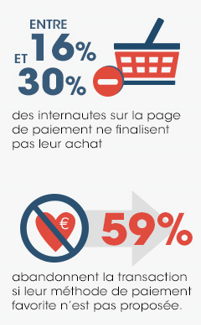 ENTRE
16%
ET
30%
des internautes sur la page
de paiement ne finalisent
pas leur achat
€
59%
abandonnent la transaction
si leur méthode de paiement
favorite n'est pas proposée.